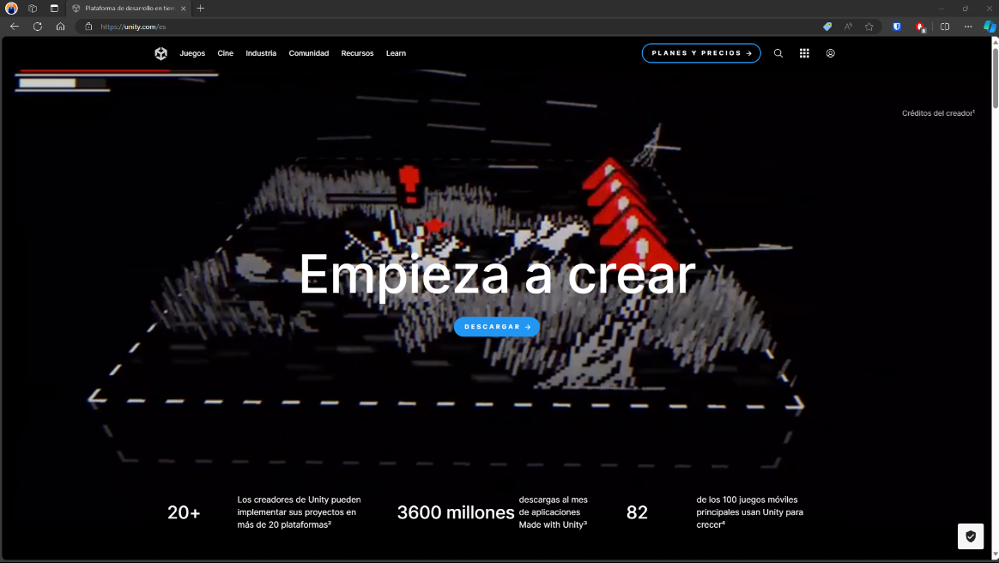 Plataforma de desarrollo en tiem
https://unity.com/es
Juegos Cine Industria Comunidad Recursos Learn
PLANES Y PRECIOS →
Créditos del creador¹
Empieza a crear
DESCARGAR →
20+
Los creadores de Unity pueden
implementar sus proyectos en
más de 20 plataformas²
3600 millones
descargas al mes
de aplicaciones
Made with Unity³
82
de los 100 juegos móviles
principales usan Unity para
crecer⁴